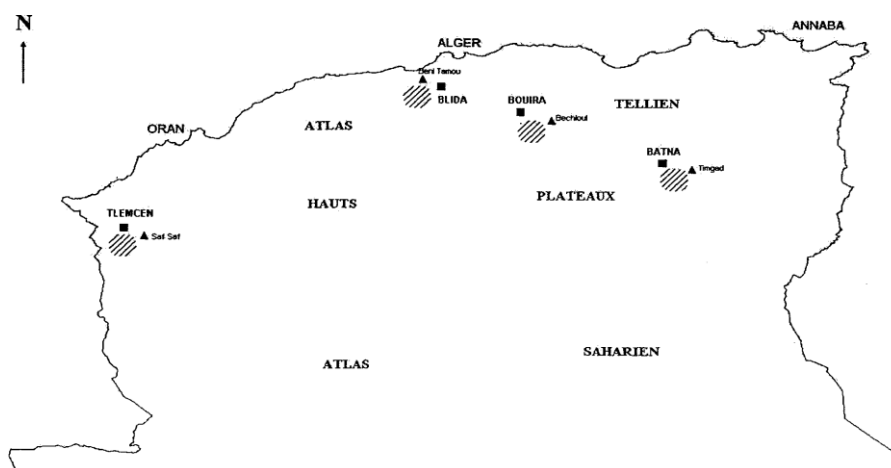 N
ANNABA
ALGER
Beni Tamou
BLIDA
BOUIRA
TELLIEN
Bechloul
ATLAS
ORAN
BATNA
Timgad
HAUTS
PLATEAUX
TLEMCEN
Saf Saf
ATLAS
SAHARIEN